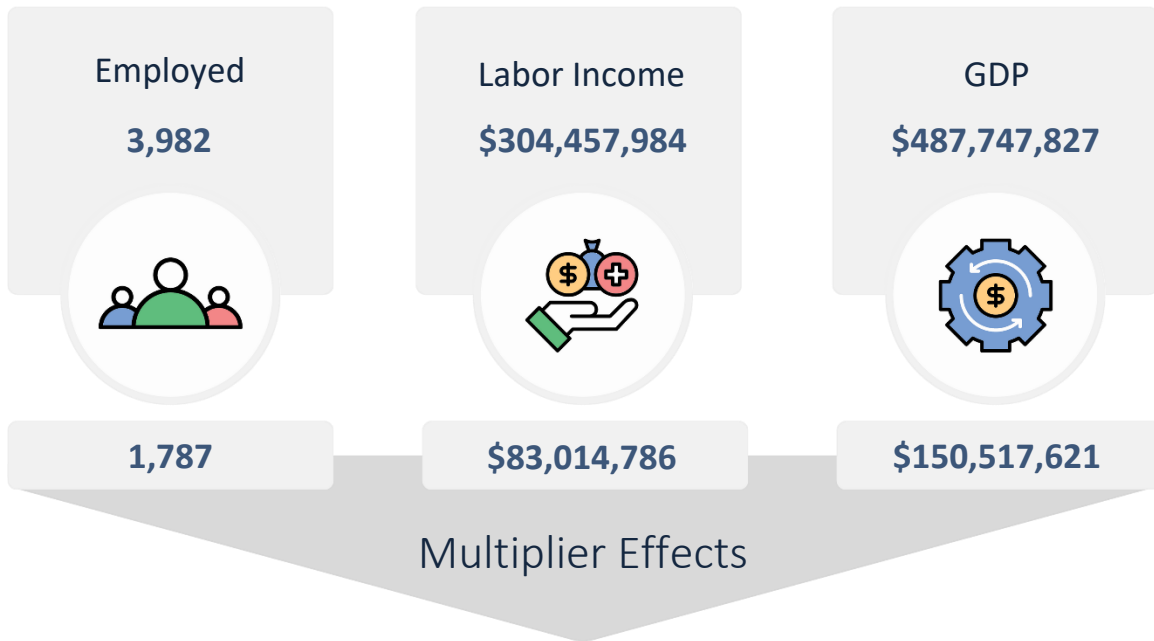 Employed
3,982
Labor Income
$304,457,984
GDP
$487,747,827
1,787
$83,014,786
$150,517,621
Multiplier Effects